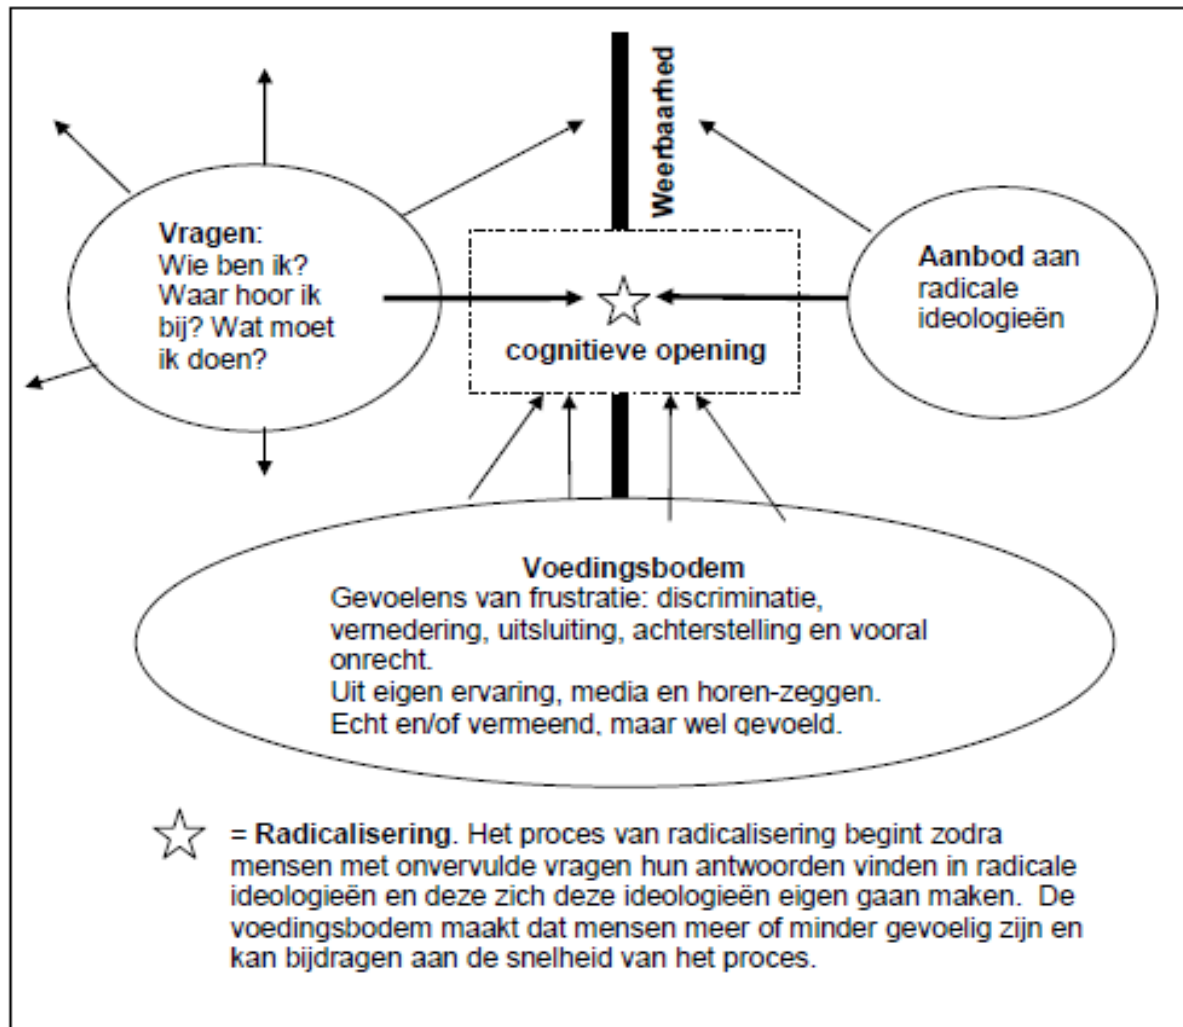 Weerbaarhed
Vragen:
Wie ben ik?
Waar hoor ik
bij? Wat moet
ik doen?
Aanbod aan
radicale
ideologieën
cognitieve opening
Voedingsbodem
Gevoelens van frustratie: discriminatie,
vernedering, uitsluiting, achterstelling en vooral
onrecht.
Uit eigen ervaring, media en horen-zeggen.
Echt en/of vermeend, maar wel gevoeld.
= Radicalisering. Het proces van radicalisering begint zodra
mensen met onvervulde vragen hun antwoorden vinden in radicale
ideologieën en deze zich deze ideologieën eigen gaan maken. De
voedingsbodem maakt dat mensen meer of minder gevoelig zijn en
kan bijdragen aan de snelheid van het proces.